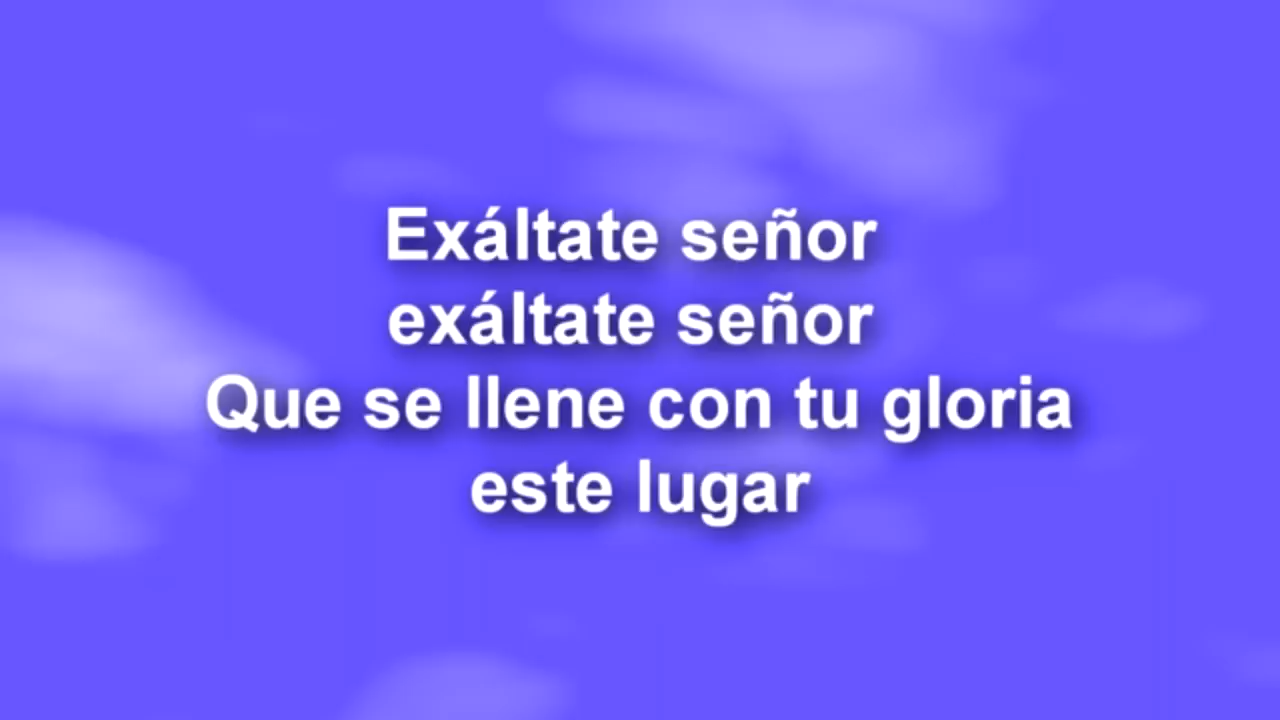 Exáltate señor
exáltate señor
Que se llene con tu gloria
este lugar